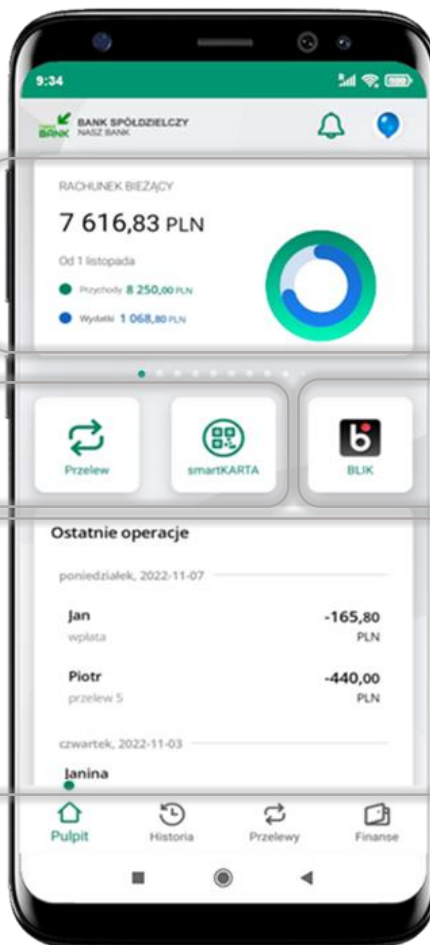 9:34
BANK SPÓŁDZIELCZY
NASZ BANK
RACHUNEK BIEŻĄCY
7 616,83 PLN
Od 1 listopada
Przychody 8 250,00 PLN
Wydatki 1 068,80 PLN
Przelew
smartKARTA
BLIK
Ostatnie operacje
poniedziałek, 2022-11-07
Jan
-165,80
wpłata
PLN
Piotr
-440,00
przelew 5
PLN
czwartek, 2022-11-03
Janina
Pulpit
Historia
Przelewy
Finanse